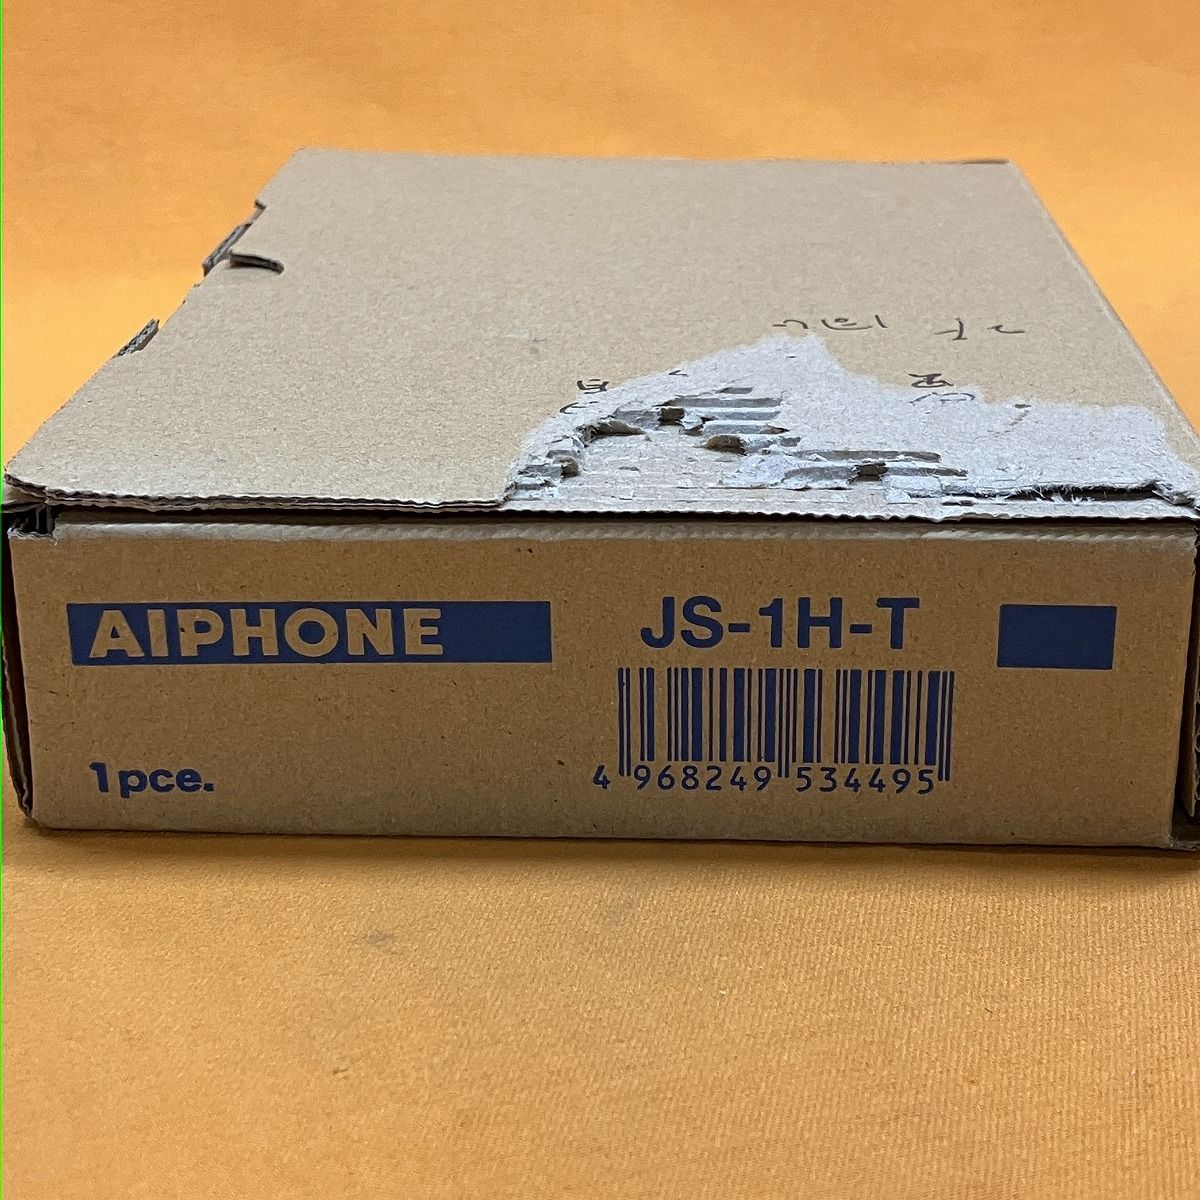 AIPHONE
JS-1H-T
4 968249 534495
1pce.